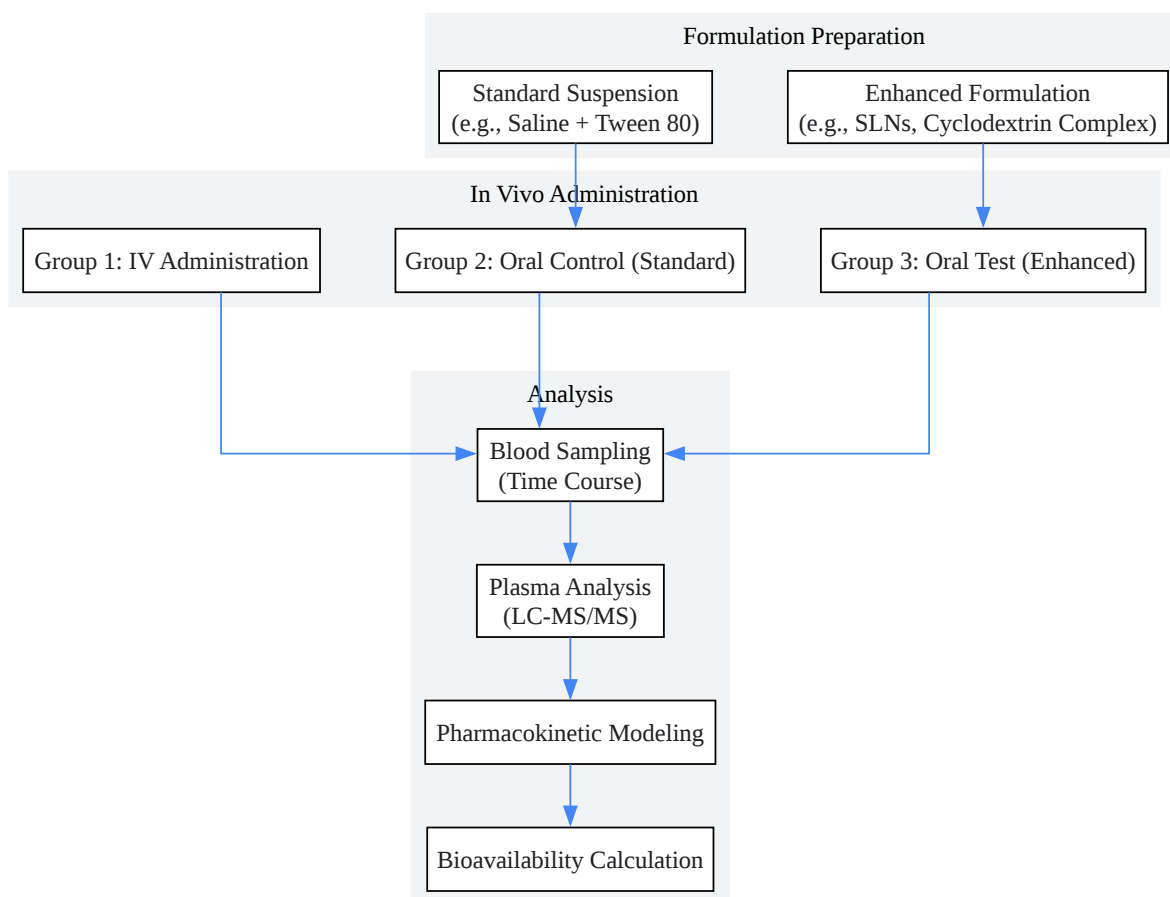 Formulation Preparation
Standard Suspension
(e.g., Saline + Tween 80)
Enhanced Formulation
(e.g., SLNs, Cyclodextrin Complex)
In Vivo Administration
Group 1: IV Administration
Group 2: Oral Control (Standard)
Group 3: Oral Test (Enhanced)
Analysis
Blood Sampling
(Time Course)
Plasma Analysis
(LC-MS/MS)
Pharmacokinetic Modeling
Bioavailability Calculation